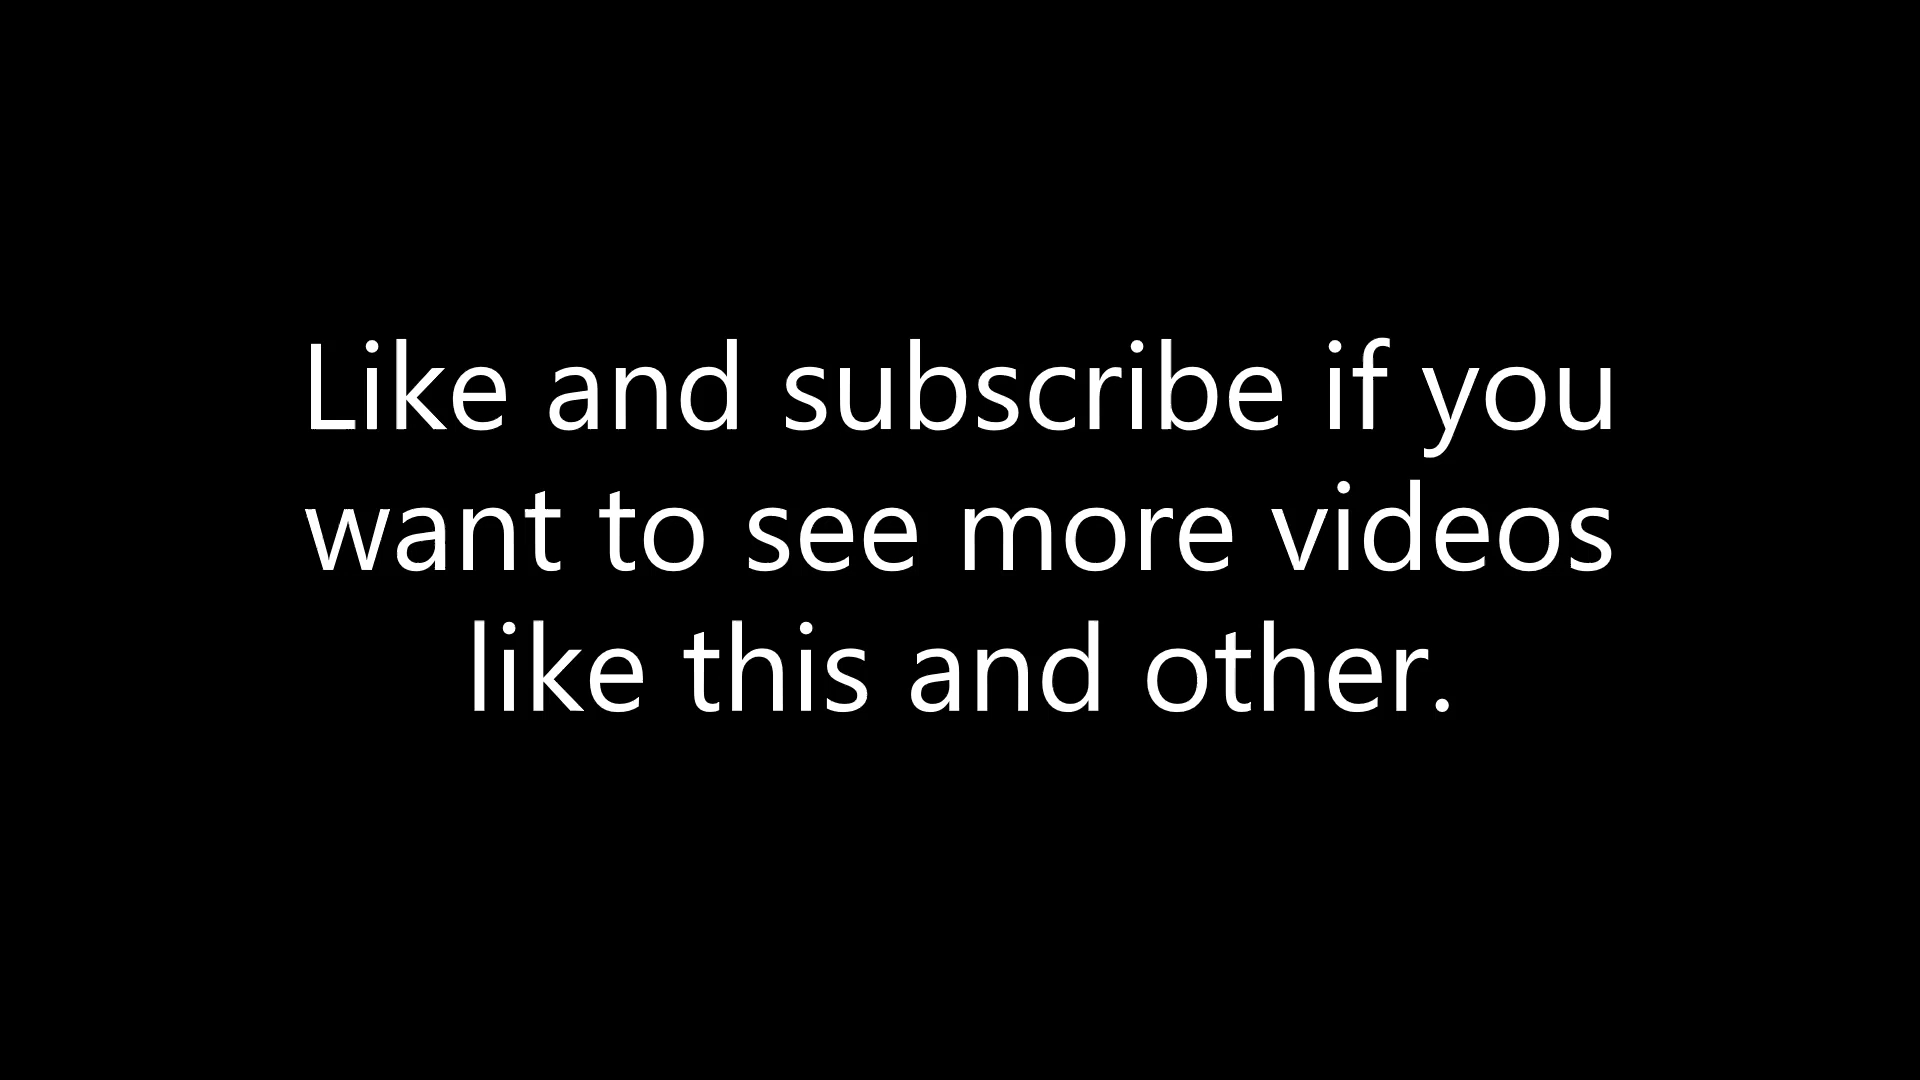 Like and subscribe if you
want to see more videos
like this and other.